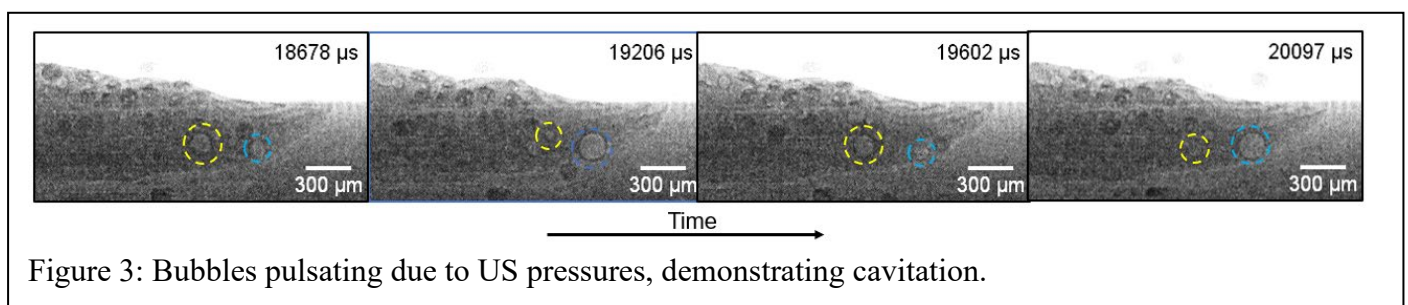 18678 µs
19206 µs
19602 µs
20097 µs
300 µm
300 µm
300 µm
300 µm
Time
Figure 3: Bubbles pulsating due to US pressures, demonstrating cavitation.